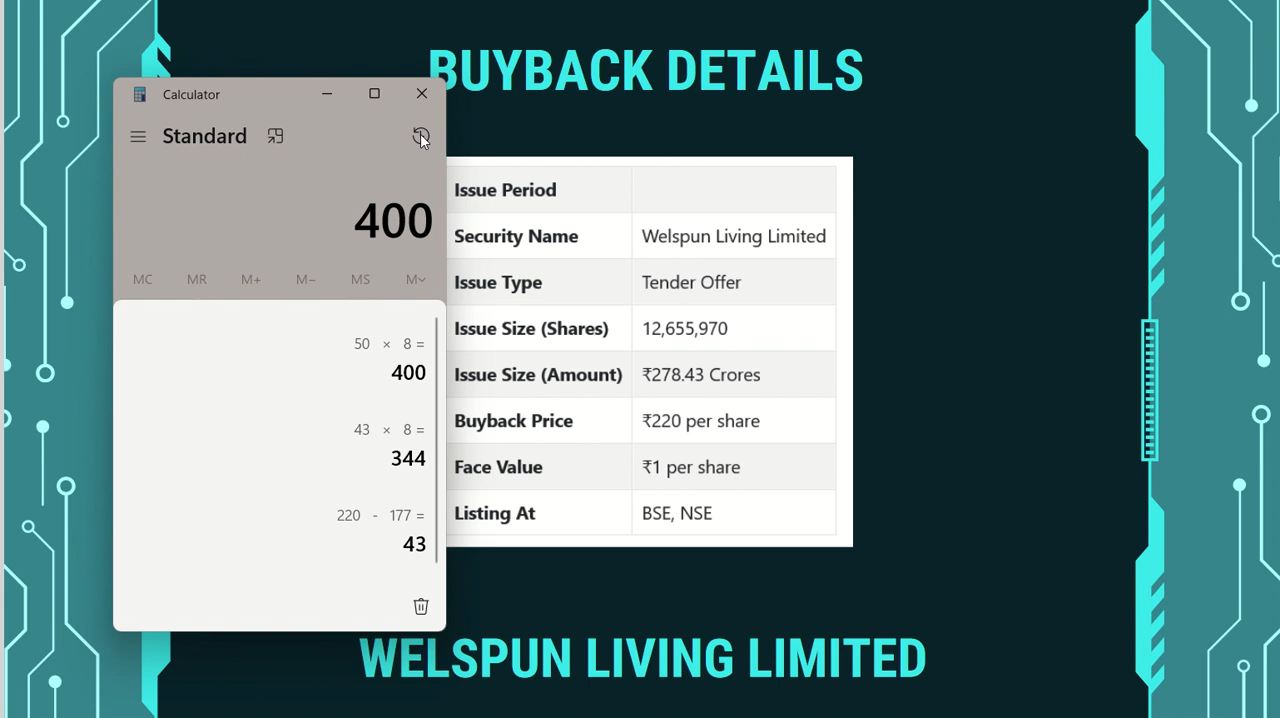 BUYBACK DETAILS
Calculator
Standard
400
MC MR M+ M− MS M˅
50 × 8 =
400
43 × 8 =
344
220 - 177 =
43
Issue Period
Security Name Welspun Living Limited
Issue Type Tender Offer
Issue Size (Shares) 12,655,970
Issue Size (Amount) ₹278.43 Crores
Buyback Price ₹220 per share
Face Value ₹1 per share
Listing At BSE, NSE
WELSPUN LIVING LIMITED